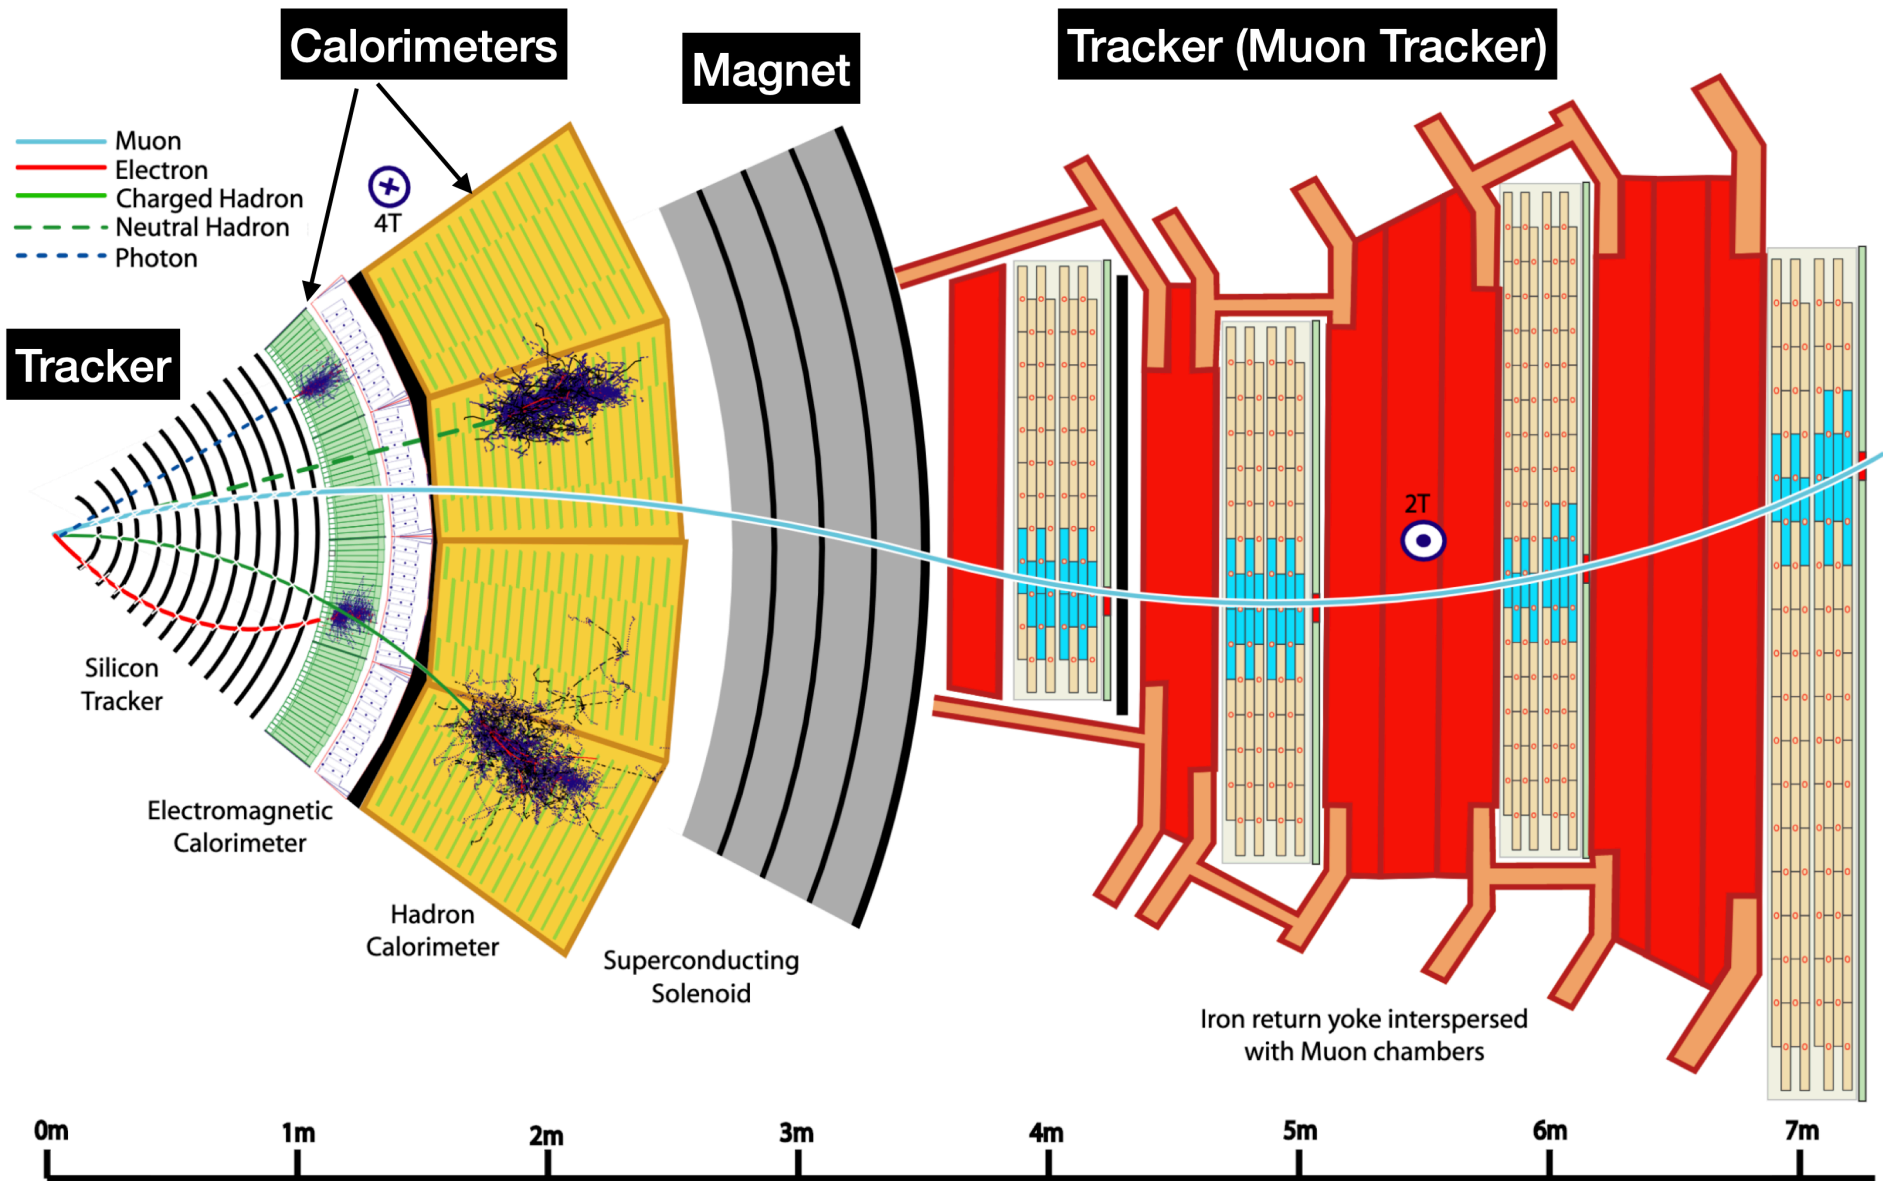 Calorimeters
Magnet
Tracker (Muon Tracker)
Muon
Electron
Charged Hadron
Neutral Hadron
Photon
4T
Tracker
2T
Silicon
Tracker
Electromagnetic
Calorimeter
Hadron
Calorimeter
Superconducting
Solenoid
Iron return yoke interspersed
with Muon chambers
0m
1m
2m
3m
4m
5m
6m
7m